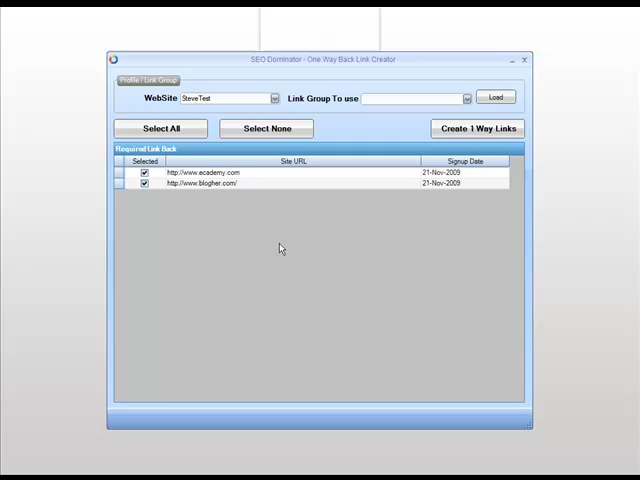 SEO Dominator - One Way Back Link Creator
Profile / Link Group
WebSite SteveTest Link Group To use Load
Select All Select None Create 1 Way Links
Required Link Back
Selected Site URL Signup Date
http://www.ecademy.com 21-Nov-2009
http://www.blogher.com/ 21-Nov-2009